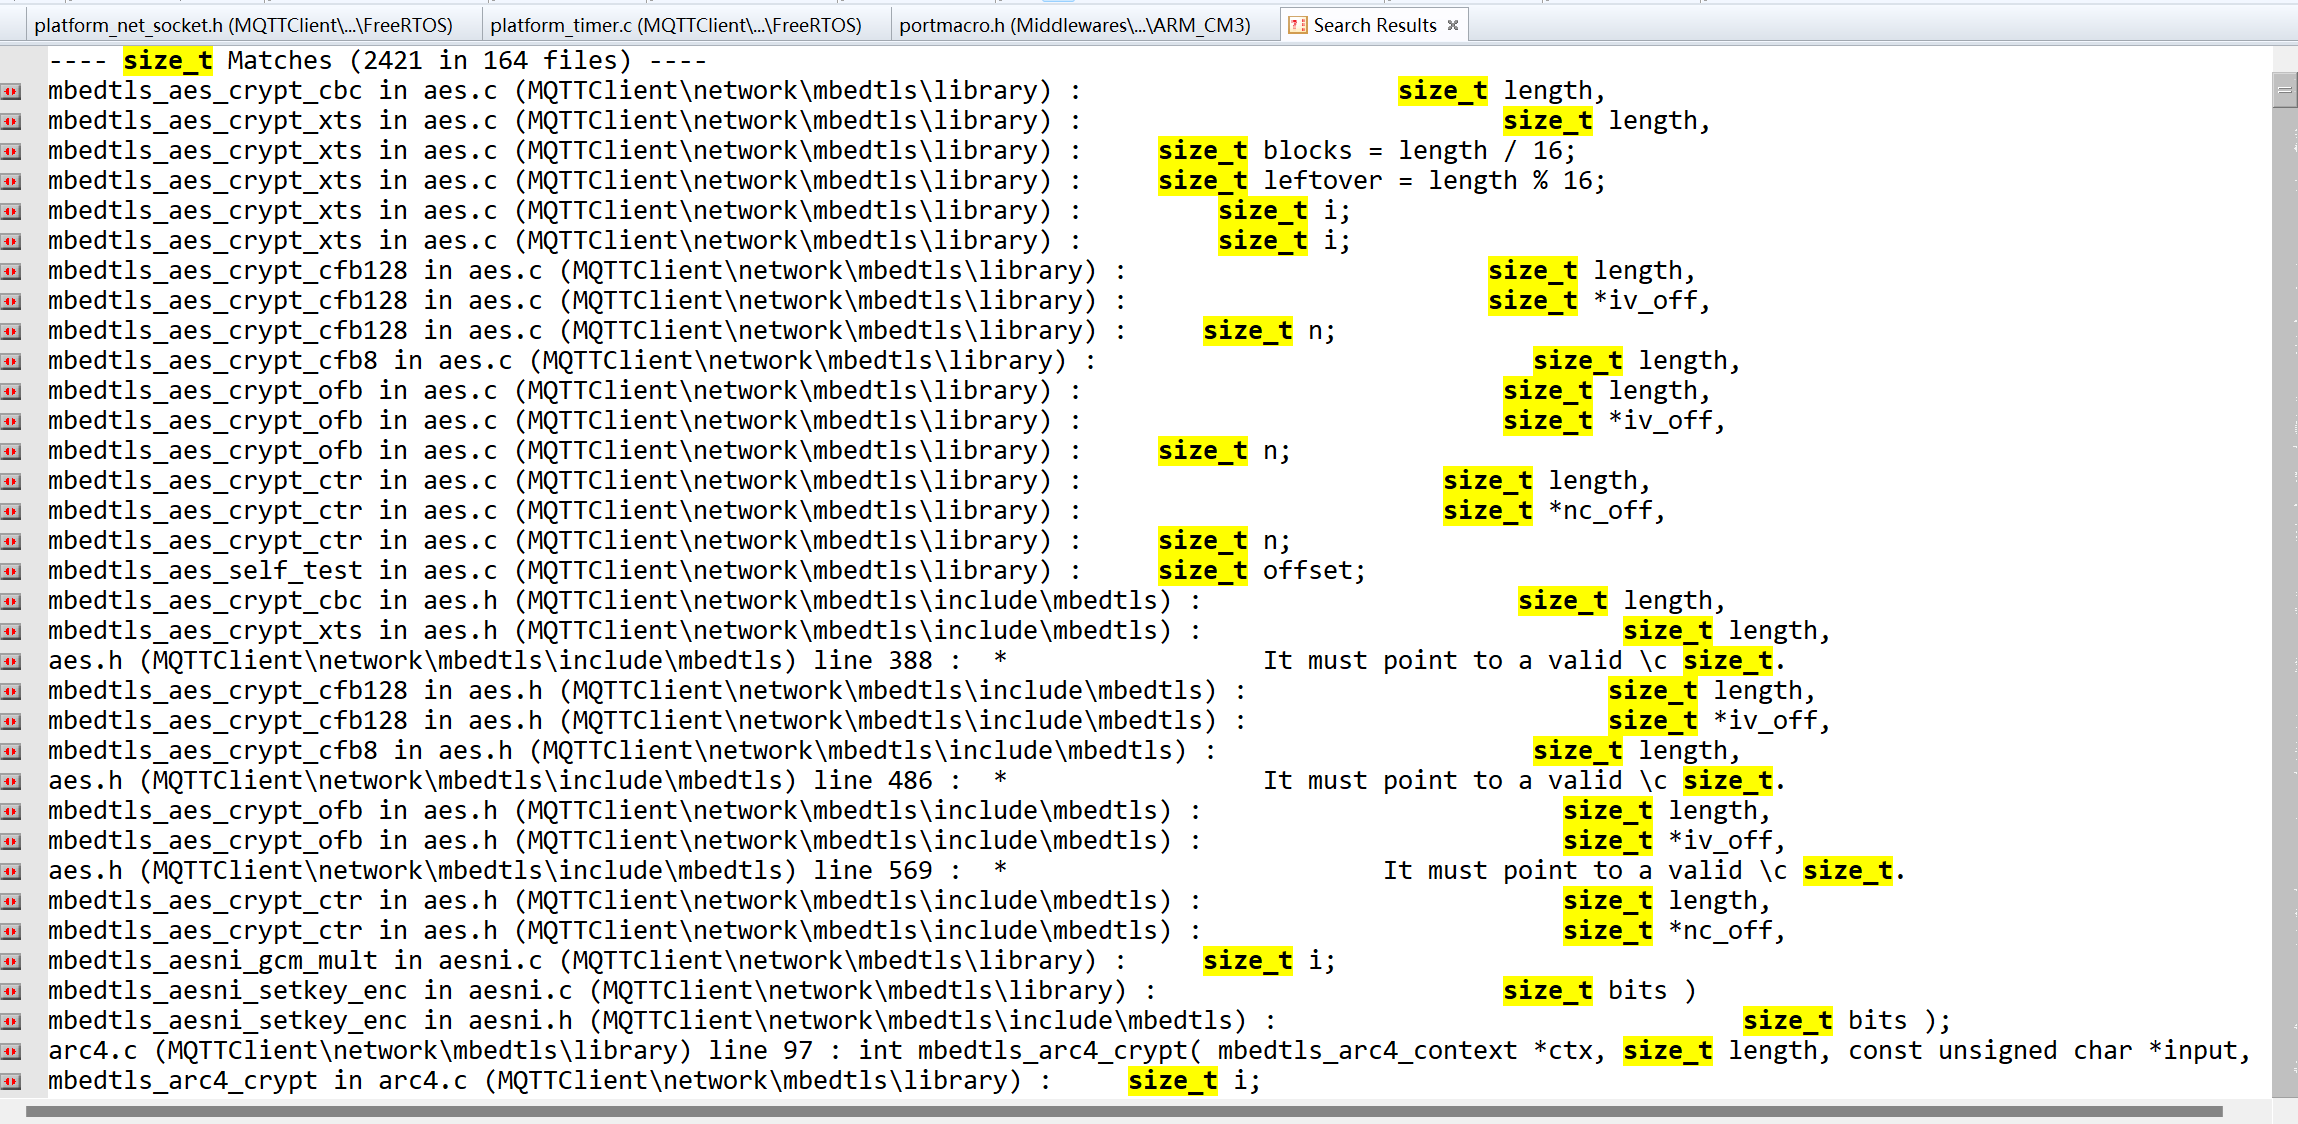 platform_net_socket.h (MQTTClient\...\FreeRTOS) platform_timer.c (MQTTClient\...\FreeRTOS) portmacro.h (Middlewares\...\ARM_CM3) Search Results
---- size_t Matches (2421 in 164 files) ----
mbedtls_aes_crypt_cbc in aes.c (MQTTClient\network\mbedtls\library) : size_t length,
mbedtls_aes_crypt_xts in aes.c (MQTTClient\network\mbedtls\library) : size_t length,
mbedtls_aes_crypt_xts in aes.c (MQTTClient\network\mbedtls\library) : size_t blocks = length / 16;
mbedtls_aes_crypt_xts in aes.c (MQTTClient\network\mbedtls\library) : size_t leftover = length % 16;
mbedtls_aes_crypt_xts in aes.c (MQTTClient\network\mbedtls\library) : size_t i;
mbedtls_aes_crypt_xts in aes.c (MQTTClient\network\mbedtls\library) : size_t i;
mbedtls_aes_crypt_cfb128 in aes.c (MQTTClient\network\mbedtls\library) : size_t length,
mbedtls_aes_crypt_cfb128 in aes.c (MQTTClient\network\mbedtls\library) : size_t *iv_off,
mbedtls_aes_crypt_cfb128 in aes.c (MQTTClient\network\mbedtls\library) : size_t n;
mbedtls_aes_crypt_cfb8 in aes.c (MQTTClient\network\mbedtls\library) : size_t length,
mbedtls_aes_crypt_ofb in aes.c (MQTTClient\network\mbedtls\library) : size_t length,
mbedtls_aes_crypt_ofb in aes.c (MQTTClient\network\mbedtls\library) : size_t *iv_off,
mbedtls_aes_crypt_ofb in aes.c (MQTTClient\network\mbedtls\library) : size_t n;
mbedtls_aes_crypt_ctr in aes.c (MQTTClient\network\mbedtls\library) : size_t length,
mbedtls_aes_crypt_ctr in aes.c (MQTTClient\network\mbedtls\library) : size_t *nc_off,
mbedtls_aes_crypt_ctr in aes.c (MQTTClient\network\mbedtls\library) : size_t n;
mbedtls_aes_self_test in aes.c (MQTTClient\network\mbedtls\library) : size_t offset;
mbedtls_aes_crypt_cbc in aes.h (MQTTClient\network\mbedtls\include\mbedtls) : size_t length,
mbedtls_aes_crypt_xts in aes.h (MQTTClient\network\mbedtls\include\mbedtls) : size_t length,
aes.h (MQTTClient\network\mbedtls\include\mbedtls) line 388 : * It must point to a valid \c size_t.
mbedtls_aes_crypt_cfb128 in aes.h (MQTTClient\network\mbedtls\include\mbedtls) : size_t length,
mbedtls_aes_crypt_cfb128 in aes.h (MQTTClient\network\mbedtls\include\mbedtls) : size_t *iv_off,
mbedtls_aes_crypt_cfb8 in aes.h (MQTTClient\network\mbedtls\include\mbedtls) : size_t length,
aes.h (MQTTClient\network\mbedtls\include\mbedtls) line 486 : * It must point to a valid \c size_t.
mbedtls_aes_crypt_ofb in aes.h (MQTTClient\network\mbedtls\include\mbedtls) : size_t length,
mbedtls_aes_crypt_ofb in aes.h (MQTTClient\network\mbedtls\include\mbedtls) : size_t *iv_off,
aes.h (MQTTClient\network\mbedtls\include\mbedtls) line 569 : * It must point to a valid \c size_t.
mbedtls_aes_crypt_ctr in aes.h (MQTTClient\network\mbedtls\include\mbedtls) : size_t length,
mbedtls_aes_crypt_ctr in aes.h (MQTTClient\network\mbedtls\include\mbedtls) : size_t *nc_off,
mbedtls_aesni_gcm_mult in aesni.c (MQTTClient\network\mbedtls\library) : size_t i;
mbedtls_aesni_setkey_enc in aesni.c (MQTTClient\network\mbedtls\library) : size_t bits )
mbedtls_aesni_setkey_enc in aesni.h (MQTTClient\network\mbedtls\include\mbedtls) : size_t bits );
arc4.c (MQTTClient\network\mbedtls\library) line 97 : int mbedtls_arc4_crypt( mbedtls_arc4_context *ctx, size_t length, const unsigned char *input,
mbedtls_arc4_crypt in arc4.c (MQTTClient\network\mbedtls\library) : size_t i;